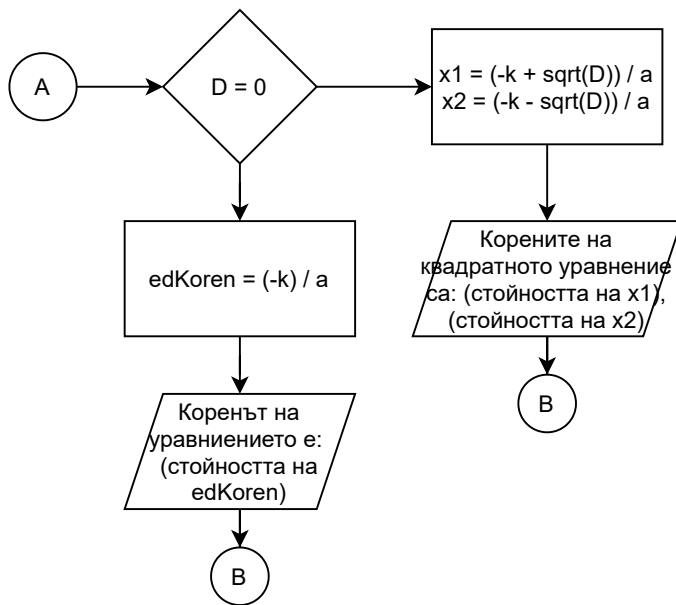 A
D = 0
x1 = (-k + sqrt(D)) / a
x2 = (-k - sqrt(D)) / a
edKoren = (-k) / a
Корените на
квадратното уравнение
са: (стойността на x1),
(стойността на x2)
Коренът на
уравниението е:
(стойността на
edKoren)
B
B